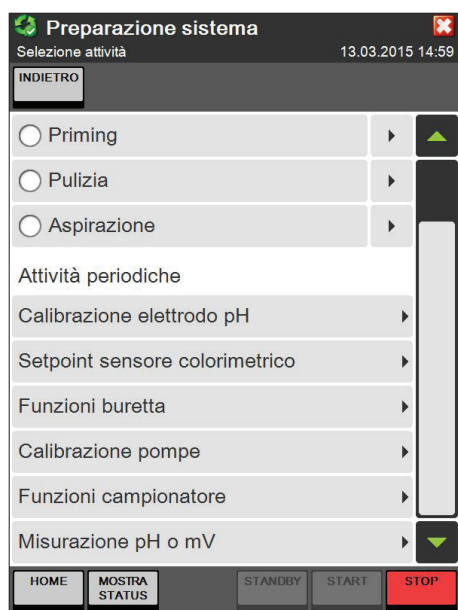 Preparazione sistema
Selezione attività 13.03.2015 14:59
INDIETRO
Priming
Pulizia
Aspirazione
Attività periodiche
Calibrazione elettrodo pH
Setpoint sensore colorimetrico
Funzioni buretta
Calibrazione pompe
Funzioni campionatore
Misurazione pH o mV
HOME MOSTRA STATUS STANDBY START STOP